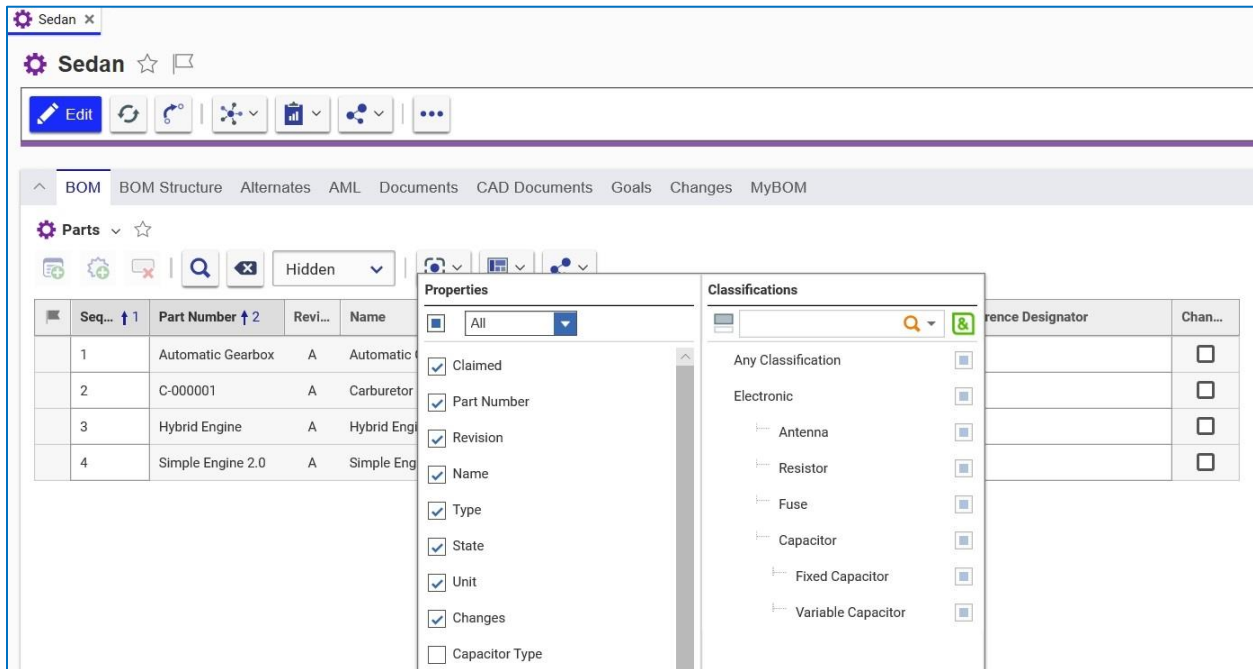 Sedan
Sedan
Edit
BOM BOM Structure Alternates AML Documents CAD Documents Goals Changes MyBOM
Parts
Hidden
Properties Classifications
All &
Seq... 1 Part Number 2 Revi... Name rence Designator Chan...
1 Automatic Gearbox A Automatic
2 C-000001 A Carburetor
3 Hybrid Engine A Hybrid Engi
4 Simple Engine 2.0 A Simple Eng
Claimed
Part Number
Revision
Name
Type
State
Unit
Changes
Capacitor Type
Any Classification
Electronic
Antenna
Resistor
Fuse
Capacitor
Fixed Capacitor
Variable Capacitor